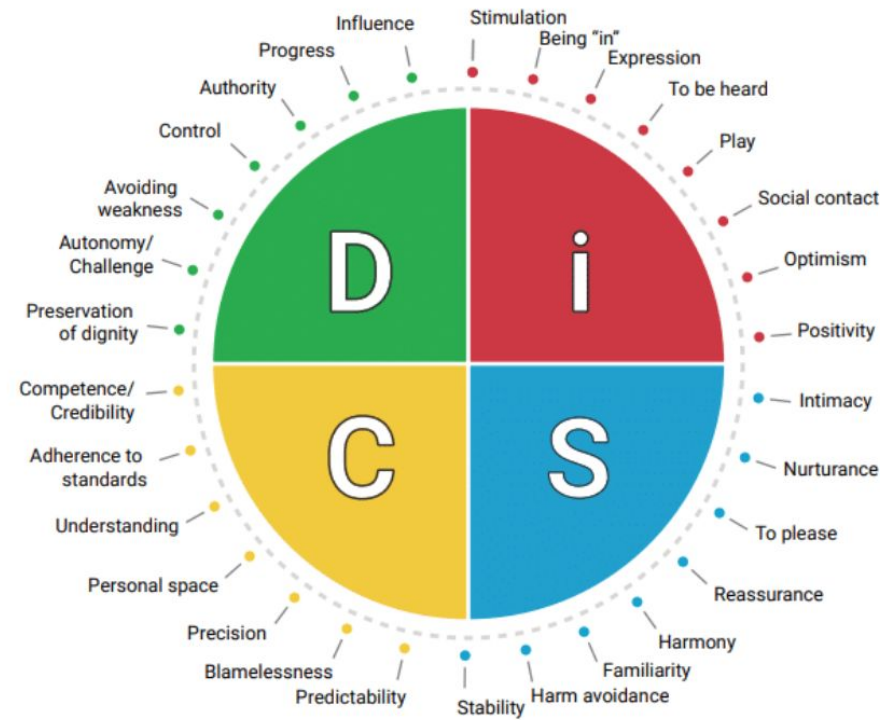 Influence
Progress
Authority
Control
Avoiding
weakness
Autonomy/
Challenge
Preservation
of dignity
Stimulation
Being “in”
Expression
To be heard
Play
Social contact
Optimism
Positivity
D
i
C
S
Competence/
Credibility
Adherence to
standards
Understanding
Personal space
Precision
Blamelessness
Predictability
Intimacy
Nurturance
To please
Reassurance
Harmony
Familiarity
Harm avoidance
Stability